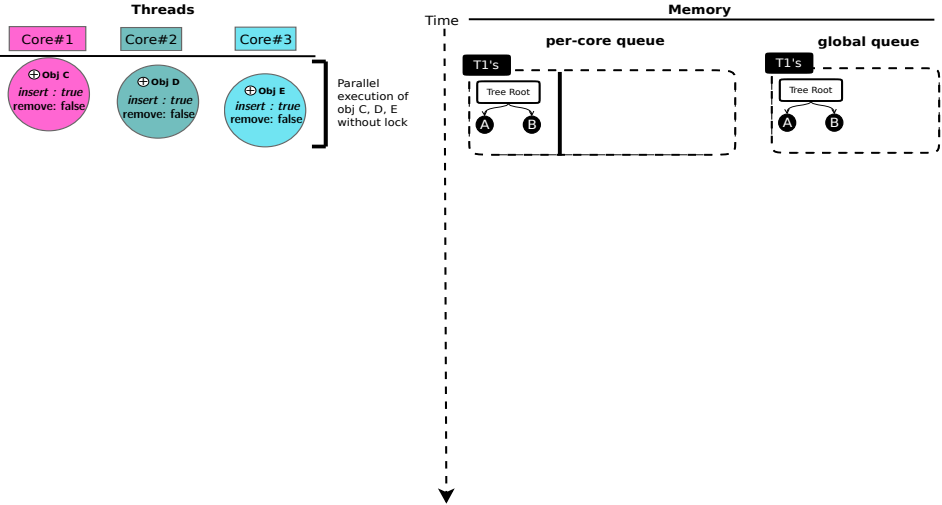 Threads
Time
Memory
Core#1
Core#2
Core#3
per-core queue
global queue
⊕ Obj C
insert : true
remove: false
⊕ Obj D
insert : true
remove: false
⊕ Obj E
insert : true
remove: false
Parallel
execution of
obj C, D, E
without lock
T1's
Tree Root
A
B
T1's
Tree Root
A
B